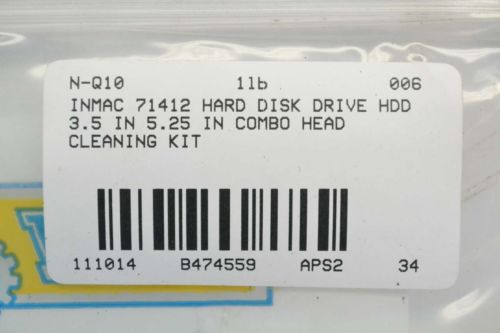 N-Q10 1lb 006
INMAC 71412 HARD DISK DRIVE HDD
3.5 IN 5.25 IN COMBO HEAD
CLEANING KIT
111014 B474559 APS2 34